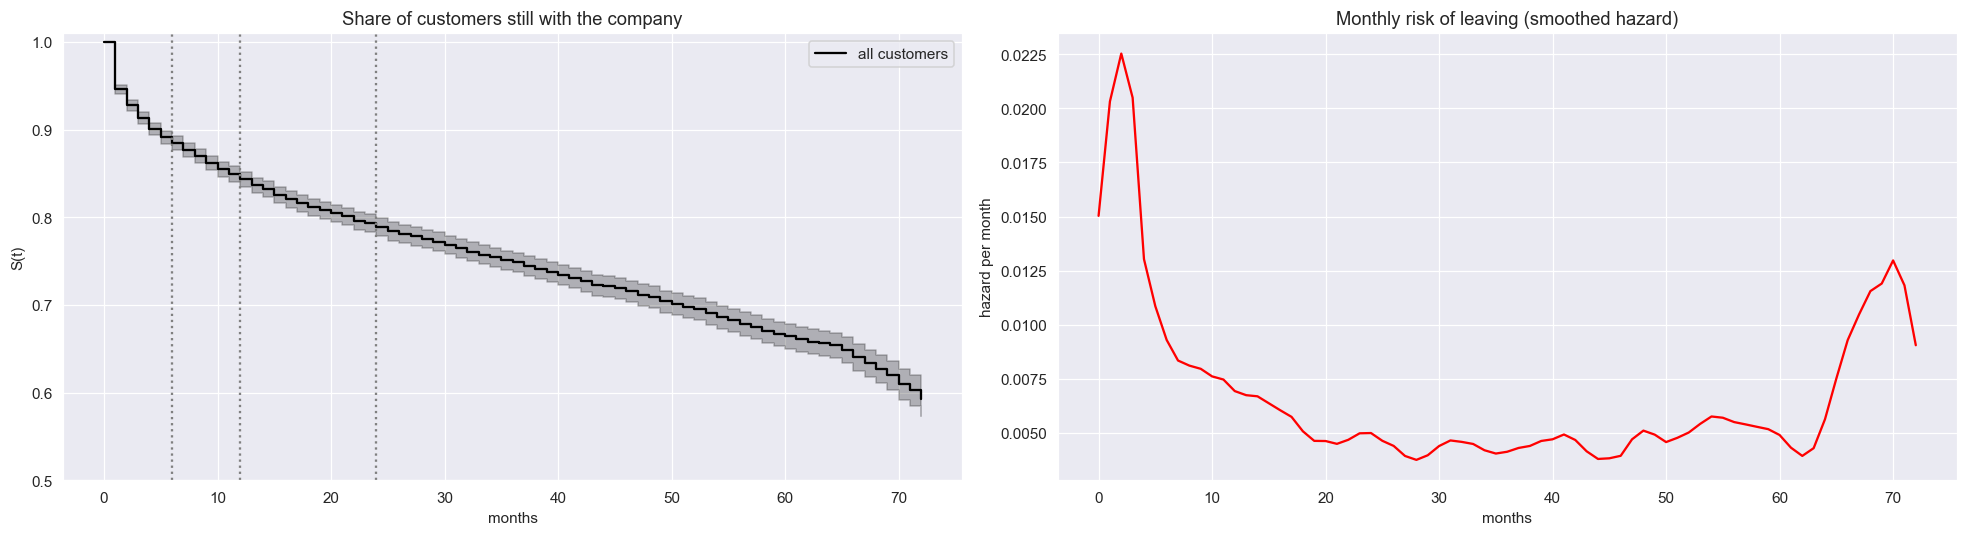 Share of customers still with the company
all customers
S(t)
1.0
0.9
0.8
0.7
0.6
0.5
0 10 20 30 40 50 60 70
months
Monthly risk of leaving (smoothed hazard)
hazard per month
0.0225
0.0200
0.0175
0.0150
0.0125
0.0100
0.0075
0.0050
0 10 20 30 40 50 60 70
months